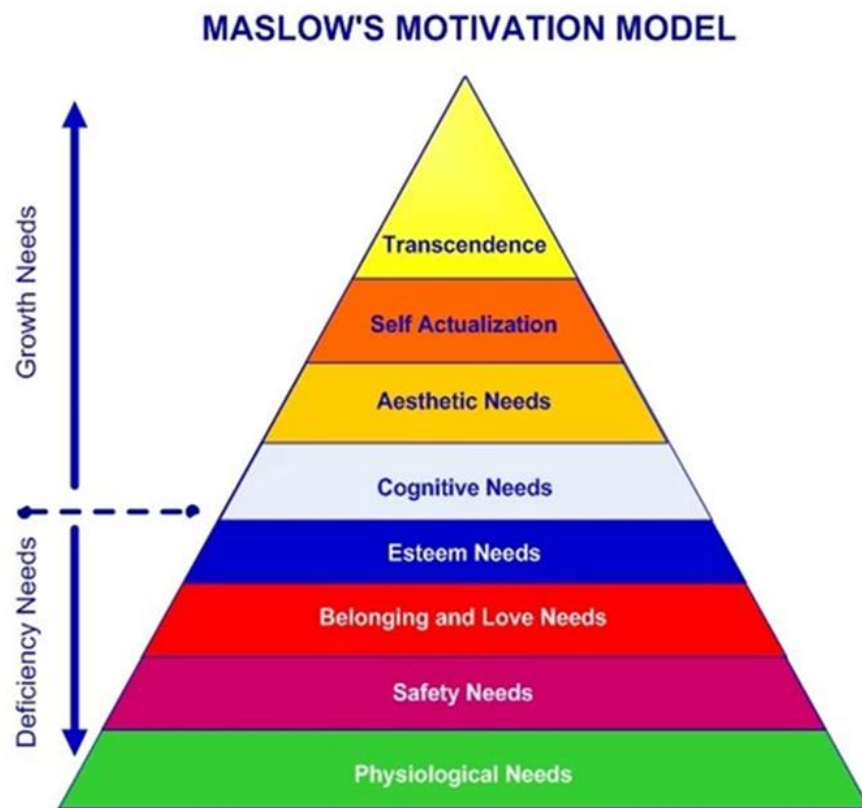 MASLOW'S MOTIVATION MODEL
Growth Needs
Deficiency Needs
Transcendence
Self Actualization
Aesthetic Needs
Cognitive Needs
Esteem Needs
Belonging and Love Needs
Safety Needs
Physiological Needs